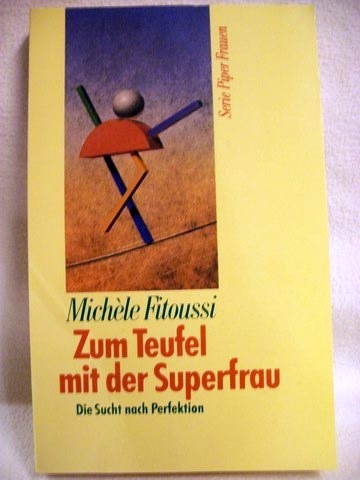 Serie Piper Frauen
Michèle Fitoussi
Zum Teufel
mit der Superfrau
Die Sucht nach Perfektion